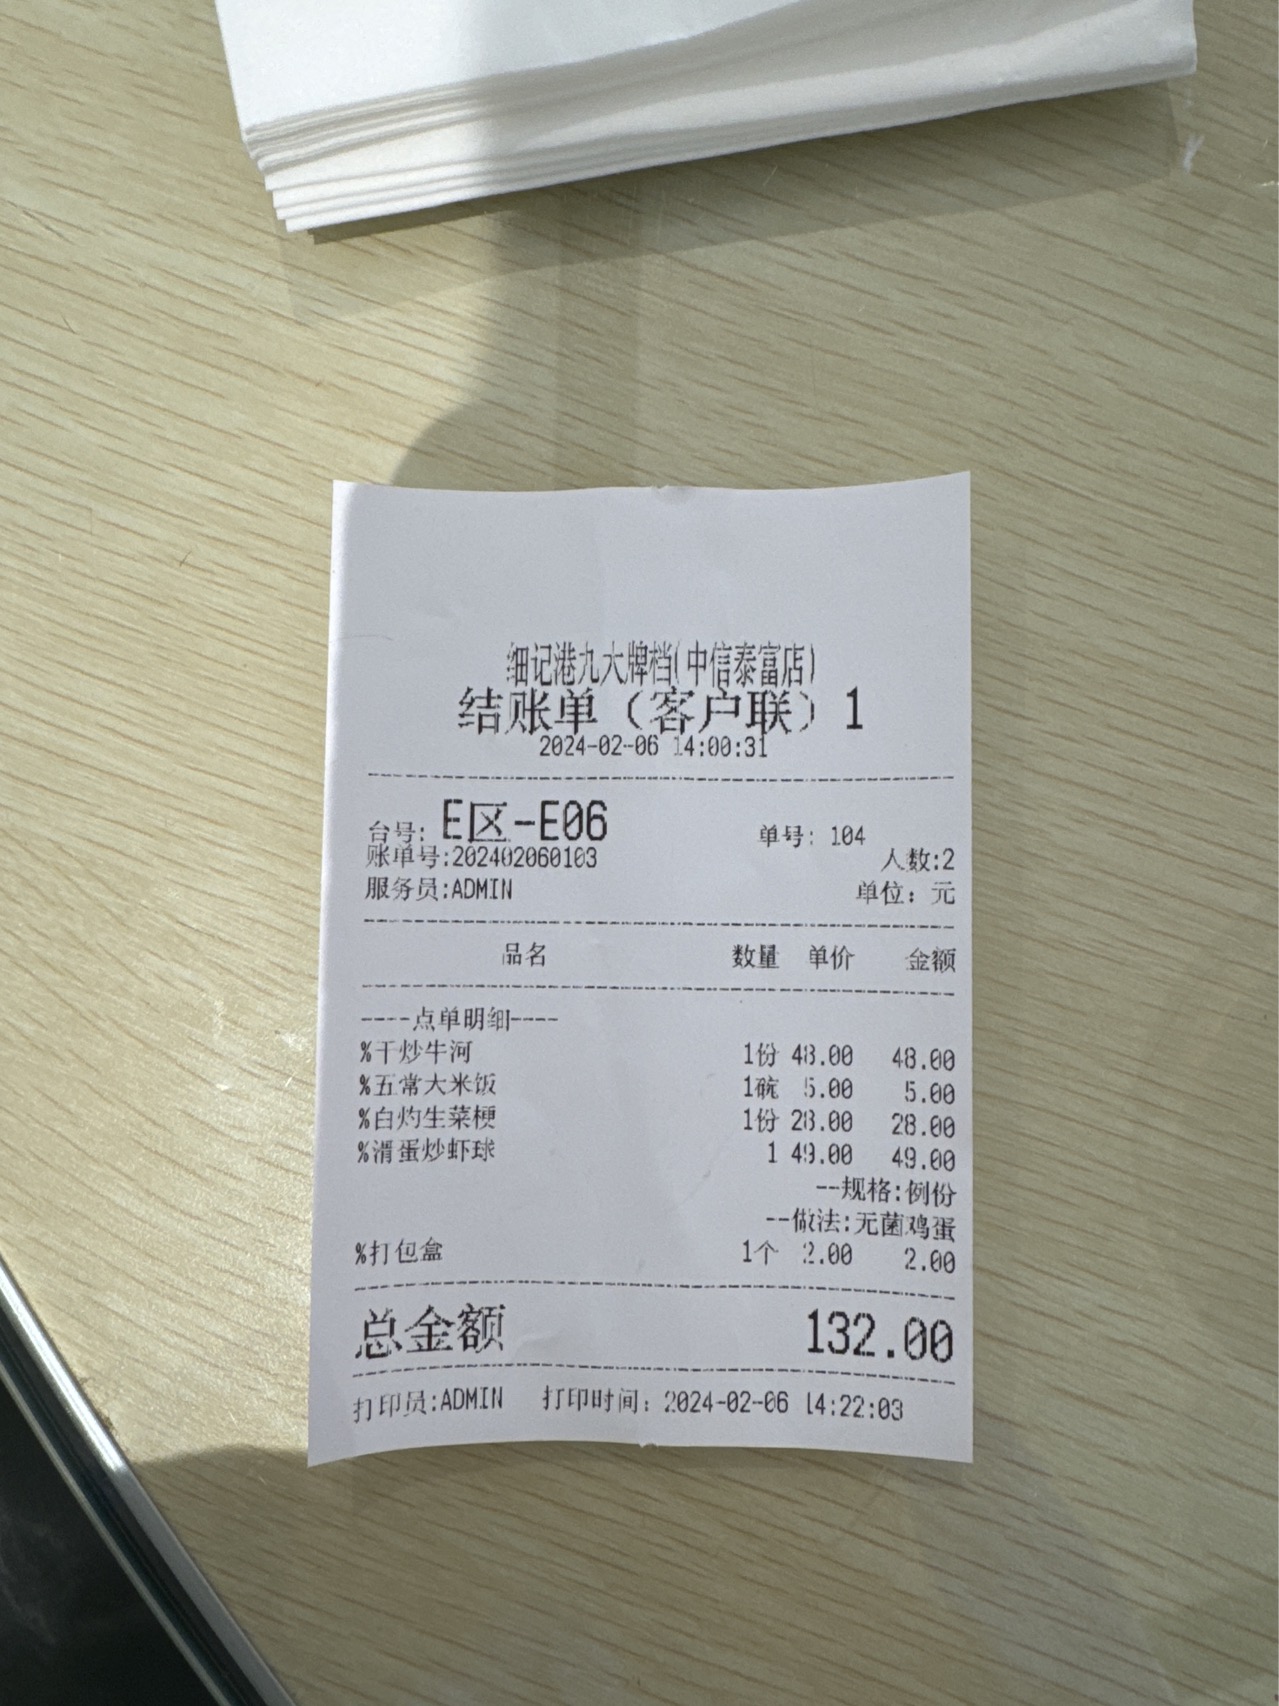 细记港九大牌档(中信泰富店)
结账单（客户联）1
2024-02-06 14:00:31
台号: E区-E06 单号: 104
账单号:202402060103 人数:2
服务员:ADMIN 单位: 元
品名 数量 单价 金额
----点单明细----
%干炒牛河 1份 48.00 48.00
%五常大米饭 1碗 5.00 5.00
%白灼生菜梗 1份 28.00 28.00
%滑蛋炒虾球 1 49.00 49.00
--规格:例份
--做法:无菌鸡蛋
%打包盒 1个 2.00 2.00
总金额 132.00
打印员:ADMIN 打印时间: 2024-02-06 14:22:03